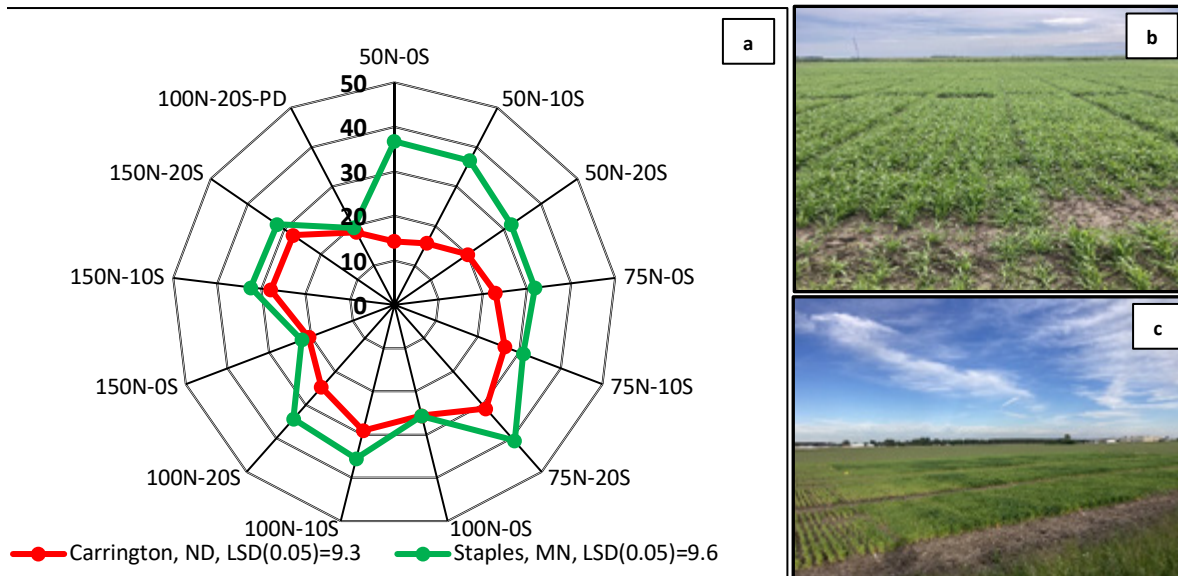 a
50N-0S
50N-10S
50N-20S
75N-0S
75N-10S
75N-20S
100N-0S
100N-10S
100N-20S
150N-0S
150N-10S
150N-20S
100N-20S-PD
50
40
30
20
10
0
Carrington, ND, LSD(0.05)=9.3
Staples, MN, LSD(0.05)=9.6
b
c